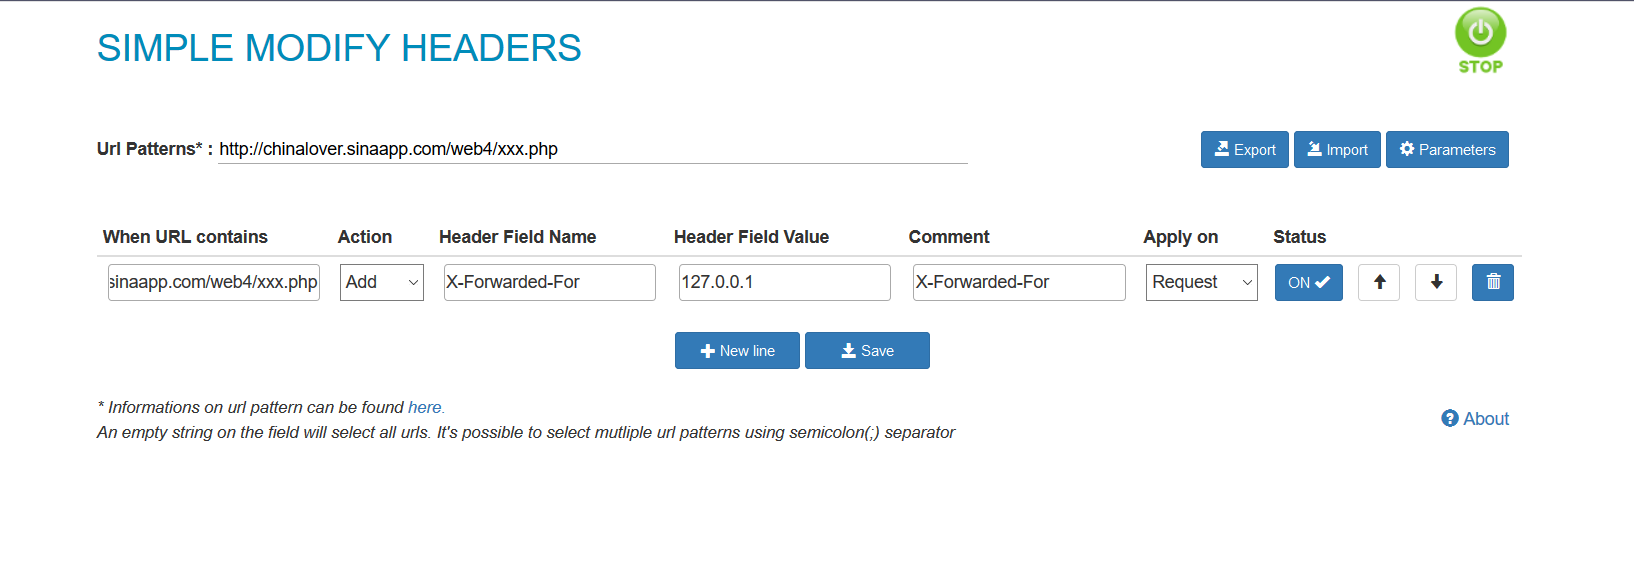 SIMPLE MODIFY HEADERS
STOP
Url Patterns* : http://chinalover.sinaapp.com/web4/xxx.php
Export Import Parameters
When URL contains Action Header Field Name Header Field Value Comment Apply on Status
sinaapp.com/web4/xxx.php Add X-Forwarded-For 127.0.0.1 X-Forwarded-For Request ON
New line Save
* Informations on url pattern can be found here.
An empty string on the field will select all urls. It's possible to select mutliple url patterns using semicolon(;) separator
About